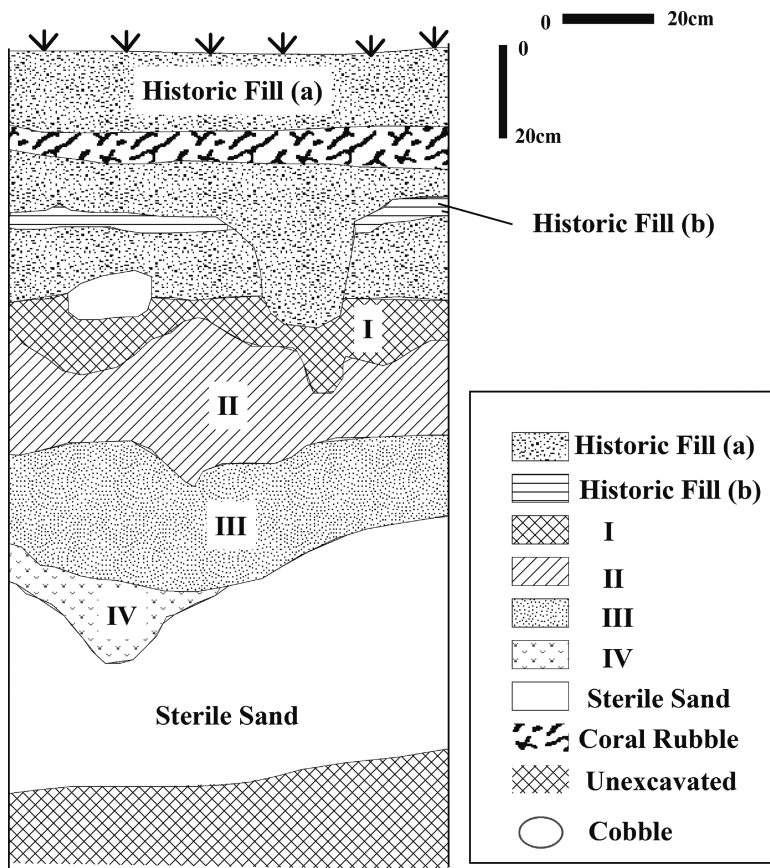 0 20cm
0
20cm
Historic Fill (a)
Historic Fill (b)
I
II
III
IV
Sterile Sand
Historic Fill (a)
Historic Fill (b)
I
II
III
IV
Sterile Sand
Coral Rubble
Unexcavated
Cobble